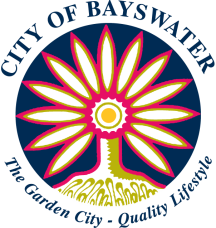 CITY OF BAYSWATER
The Garden City - Quality Lifestyle